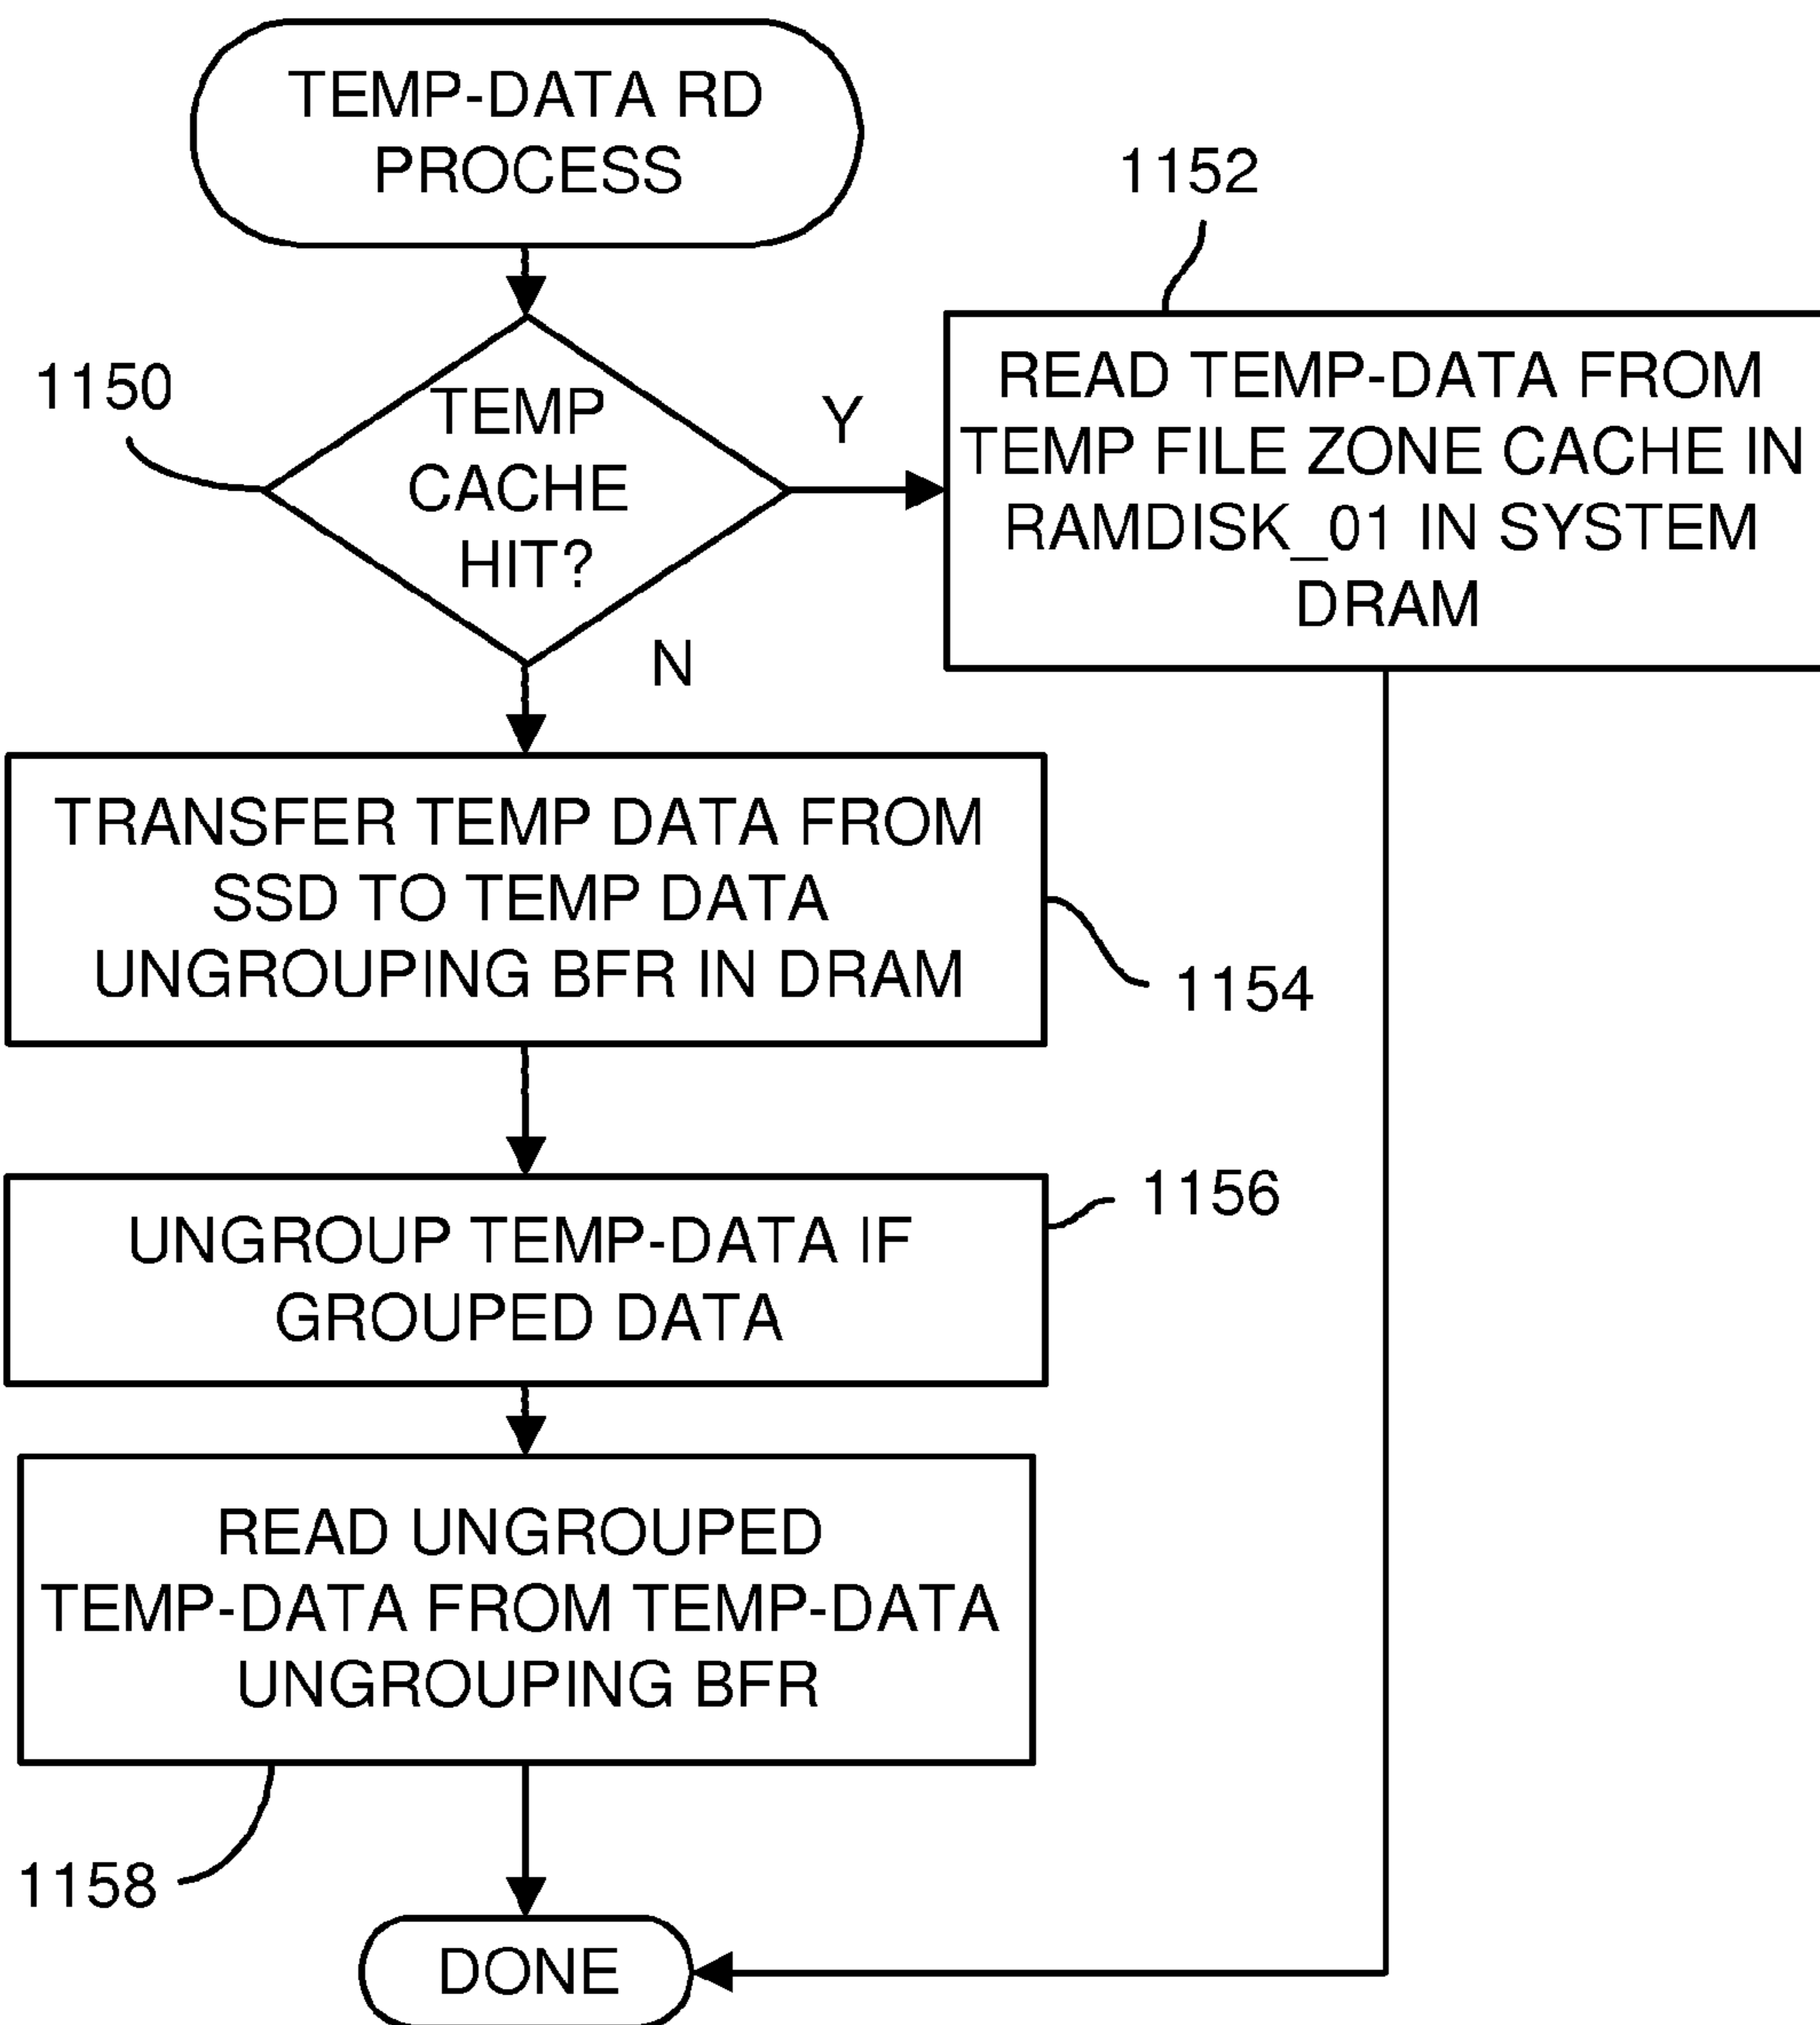 TEMP-DATA RD
PROCESS
1152
1150
TEMP
CACHE
HIT?
Y
READ TEMP-DATA FROM
TEMP FILE ZONE CACHE IN
RAMDISK_01 IN SYSTEM
DRAM
N
TRANSFER TEMP DATA FROM
SSD TO TEMP DATA
UNGROUPING BFR IN DRAM
1154
UNGROUP TEMP-DATA IF
GROUPED DATA
1156
READ UNGROUPED
TEMP-DATA FROM TEMP-DATA
UNGROUPING BFR
1158
DONE